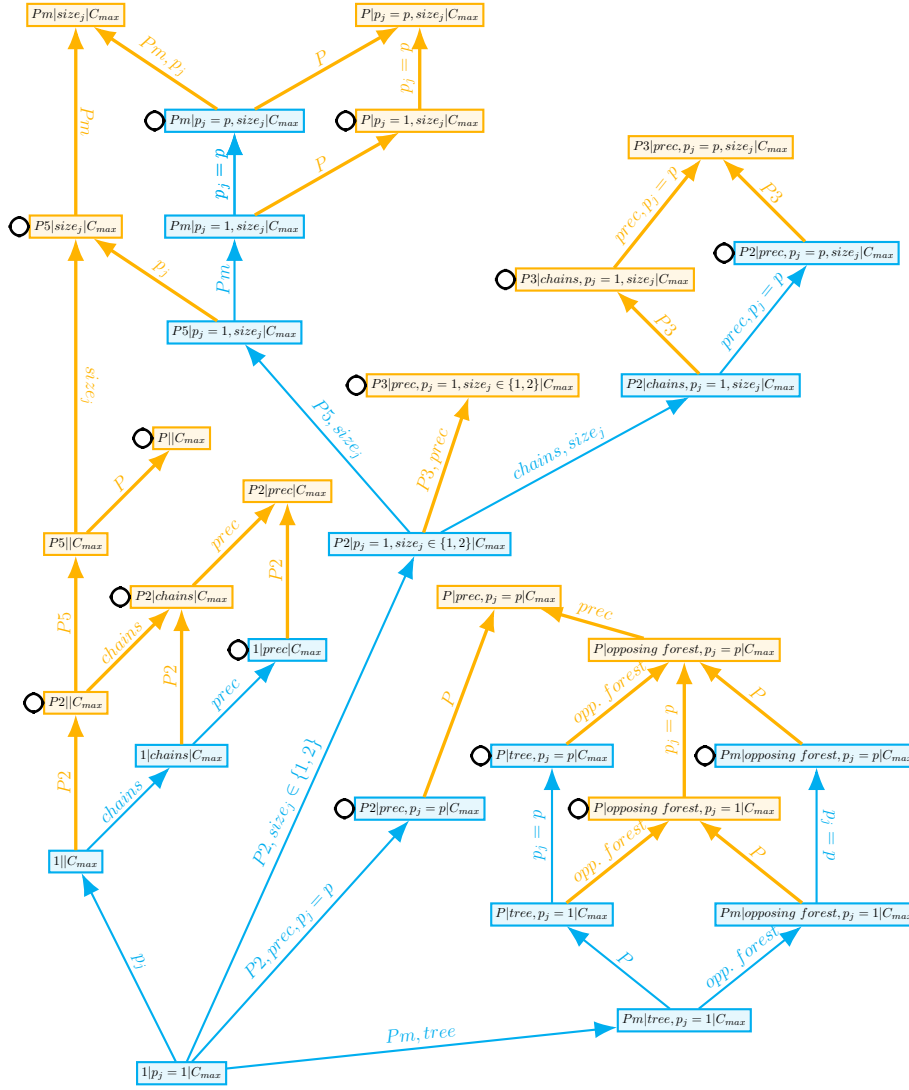 Pm|size_j|C_max
P|p_j = p, size_j|C_max
Pm, p_j
P
p_j = p
Pm
Pm|p_j = p, size_j|C_max
P|p_j = 1, size_j|C_max
P3|prec, p_j = p, size_j|C_max
p_j = p
P
prec, p_j = p
P3
P5|size_j|C_max
Pm|p_j = 1, size_j|C_max
P2|prec, p_j = p, size_j|C_max
p_j
Pm
P3|chains, p_j = 1, size_j|C_max
P3
prec, p_j = p
P5|p_j = 1, size_j|C_max
size_j
P3|prec, p_j = 1, size_j ∈ {1, 2}|C_max
P2|chains, p_j = 1, size_j|C_max
P5, size_j
P3, prec
chains, size_j
P||C_max
P
P2|prec|C_max
prec
P2
P5||C_max
P2|p_j = 1, size_j ∈ {1, 2}|C_max
P5
chains
P2|chains|C_max
P|prec, p_j = p|C_max
prec
P2
1|prec|C_max
P|opposing forest, p_j = p|C_max
prec
P
opp. forest
p_j = p
P
P2||C_max
1|chains|C_max
P|tree, p_j = p|C_max
Pm|opposing forest, p_j = p|C_max
P2
chains
P2, size_j ∈ {1, 2}
P2|prec, p_j = p|C_max
P|opposing forest, p_j = 1|C_max
p_j = p
opp. forest
P
p_j = p
1||C_max
P2, prec, p_j = p
P|tree, p_j = 1|C_max
Pm|opposing forest, p_j = 1|C_max
p_j
P
opp. forest
Pm|tree, p_j = 1|C_max
Pm, tree
1|p_j = 1|C_max